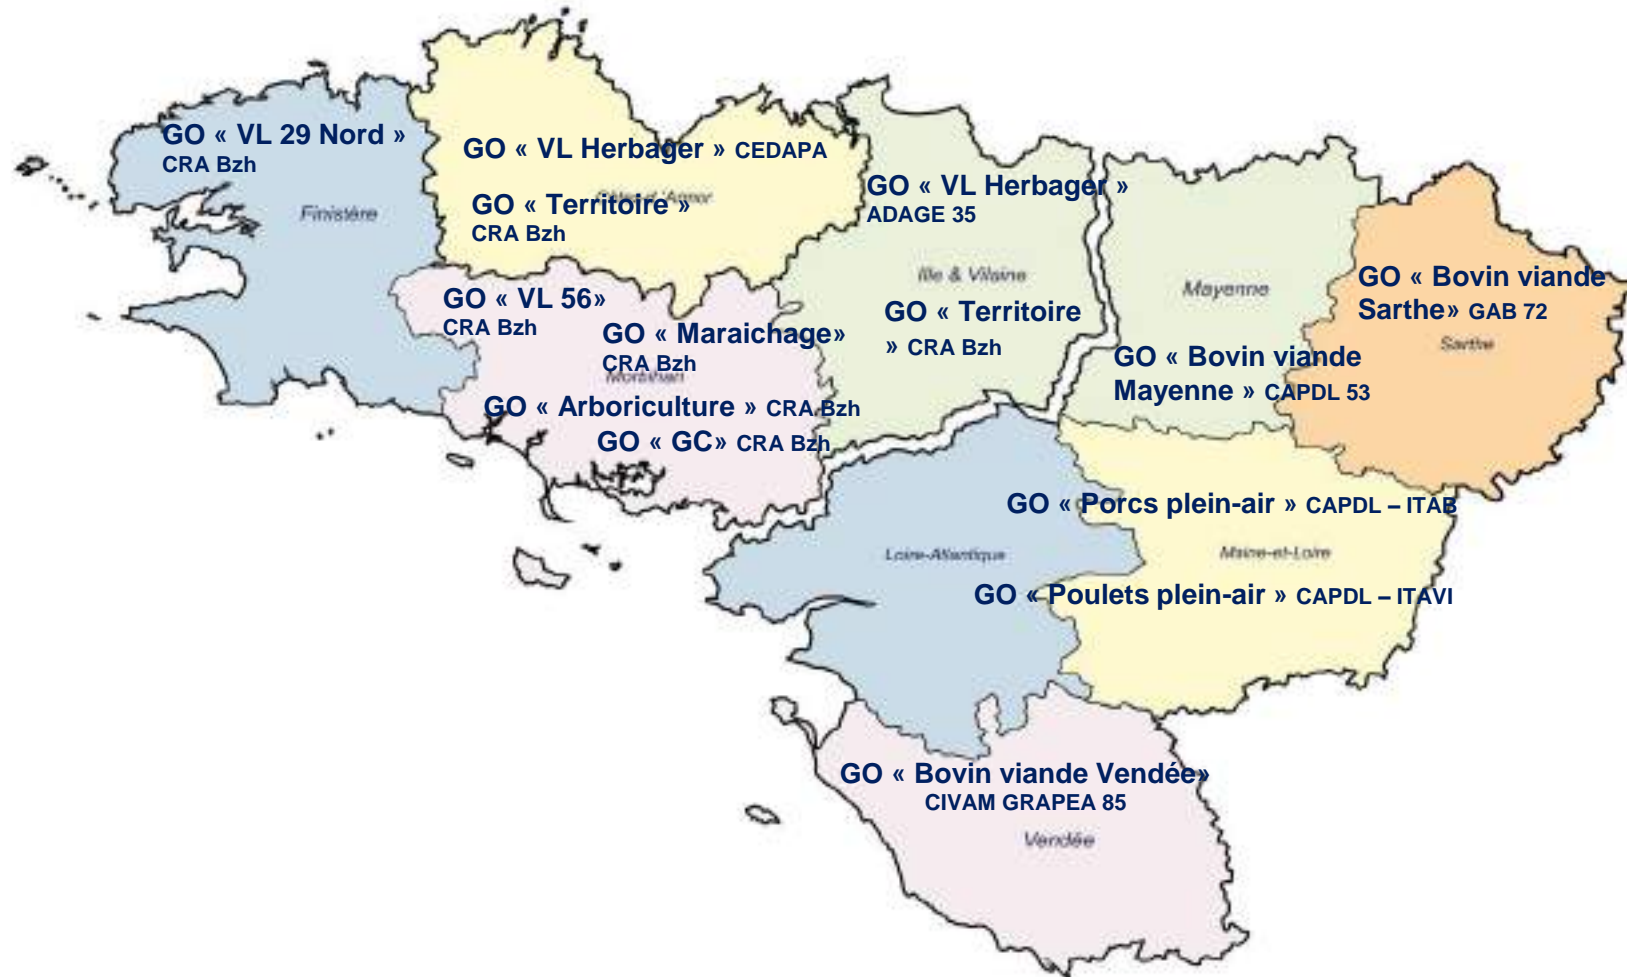 GO « VL 29 Nord »
CRA Bzh
Finistère
GO « VL Herbager » CEDAPA
GO « Territoire »
CRA Bzh
GO « VL 56»
CRA Bzh
GO « Maraichage»
CRA Bzh
Morbihan
GO « Arboriculture » CRA Bzh
GO « GC» CRA Bzh
GO « VL Herbager »
ADAGE 35
Ille & Vilaine
GO « Territoire
» CRA Bzh
Mayenne
GO « Bovin viande
Mayenne » CAPDL 53
GO « Bovin viande
Sarthe» GAB 72
Sarthe
GO « Porcs plein-air » CAPDL – ITAB
Loire-Atlantique
Maine-et-Loire
GO « Poulets plein-air » CAPDL – ITAVI
GO « Bovin viande Vendée»
CIVAM GRAPEA 85
Vendée